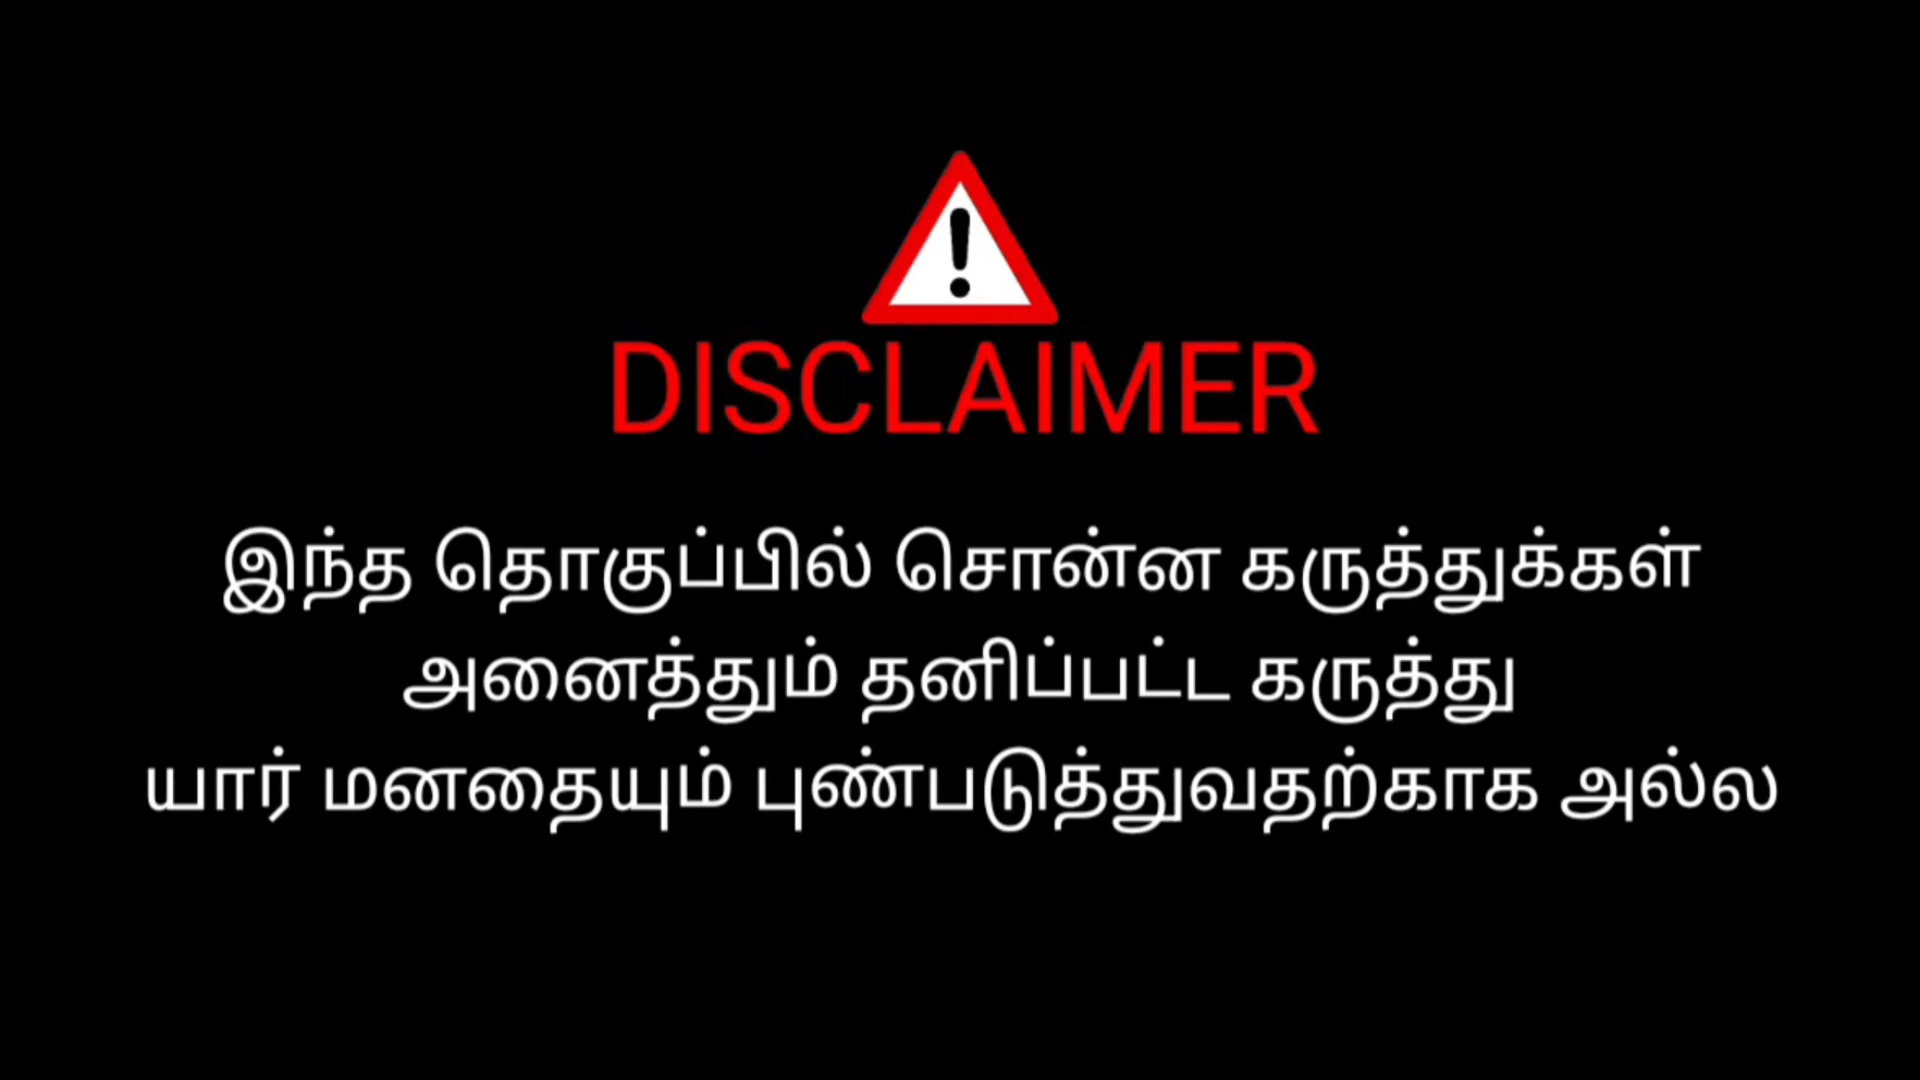 DISCLAIMER
இந்த தொகுப்பில் சொன்ன கருத்துக்கள்
அனைத்தும் தனிப்பட்ட கருத்து
யார் மனதையும் புண்படுத்துவதற்காக அல்ல